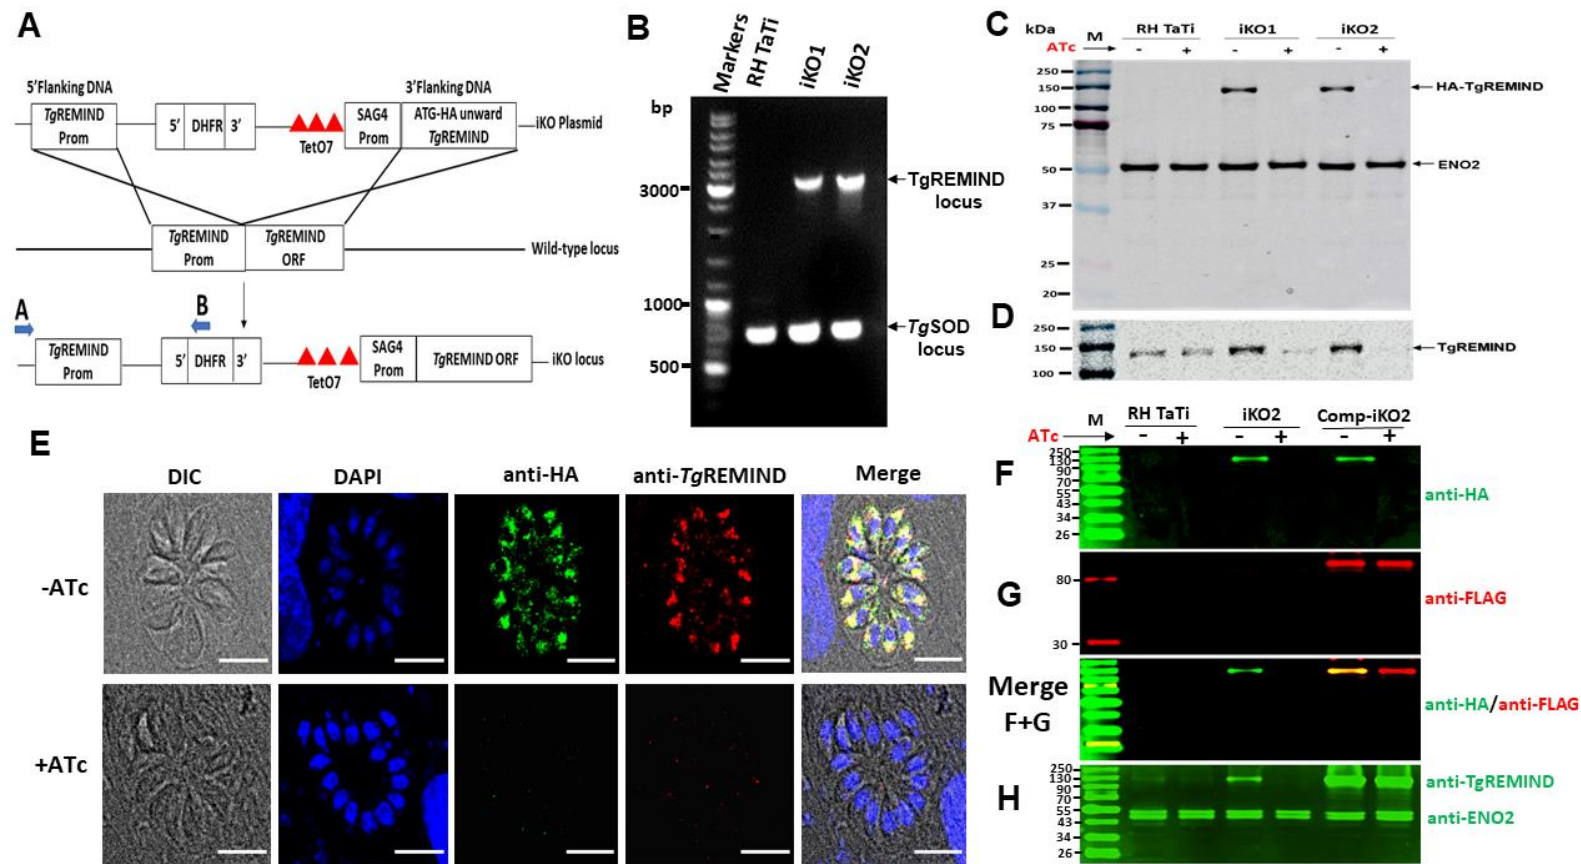 A
5'Flanking DNA
3'Flanking DNA
TgREMIND
Prom
5'
DHFR
3'
TetO7
SAG4
Prom
ATG-HA unward
TgREMIND
iKO Plasmid
TgREMIND
Prom
TgREMIND
ORF
Wild-type locus
A
B
TgREMIND
Prom
5'
DHFR
3'
TetO7
SAG4
Prom
TgREMIND ORF
iKO locus
B
Markers
RH TaTi
iKO1
iKO2
bp
3000
1000
500
TgREMIND
locus
TgSOD
locus
C
kDa
M
RH TaTi
iKO1
iKO2
ATc
- + - + - +
250
150
100
75
50
37
25
20
HA-TgREMIND
ENO2
D
250
150
100
TgREMIND
E
DIC
DAPI
anti-HA
anti-TgREMIND
Merge
-ATc
+ATc
M
RH TaTi
iKO2
Comp-iKO2
ATc
- + - + - +
F
250
130
90
70
55
43
34
26
anti-HA
G
80
30
anti-FLAG
Merge
F+G
anti-HA/anti-FLAG
H
250
130
90
70
55
43
34
26
anti-TgREMIND
anti-ENO2